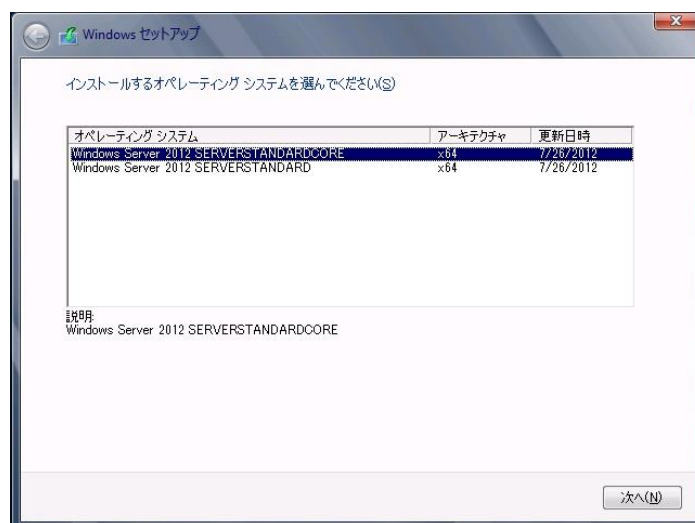 Windows セットアップ
インストールするオペレーティング システムを選んでください(S)
オペレーティング システム アーキテクチャ 更新日時
Windows Server 2012 SERVERSTANDARDCORE x64 7/26/2012
Windows Server 2012 SERVERSTANDARD x64 7/26/2012
説明:
Windows Server 2012 SERVERSTANDARDCORE
次へ(N)